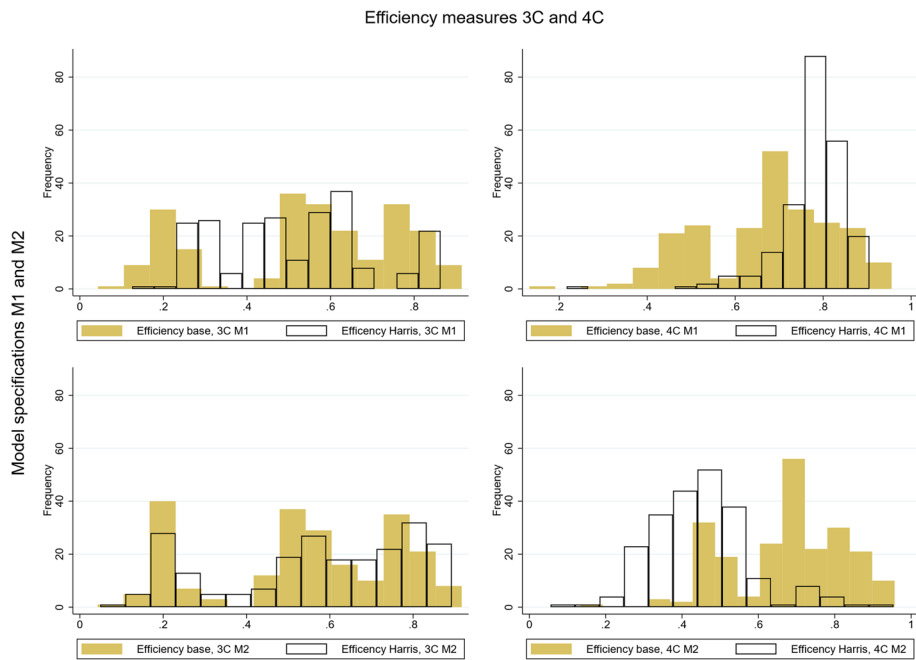 Efficiency measures 3C and 4C
Model specifications M1 and M2
Frequency
80
60
40
20
0
0 .2 .4 .6 .8
Efficiency base, 3C M1 Efficency Harris, 3C M1
Frequency
80
60
40
20
0
.2 .4 .6 .8 1
Efficiency base, 4C M1 Efficency Harris, 4C M1
Frequency
80
60
40
20
0
0 .2 .4 .6 .8
Efficiency base, 3C M2 Efficency Harris, 3C M2
Frequency
80
60
40
20
0
0 .2 .4 .6 .8 1
Efficiency base, 4C M2 Efficency Harris, 4C M2